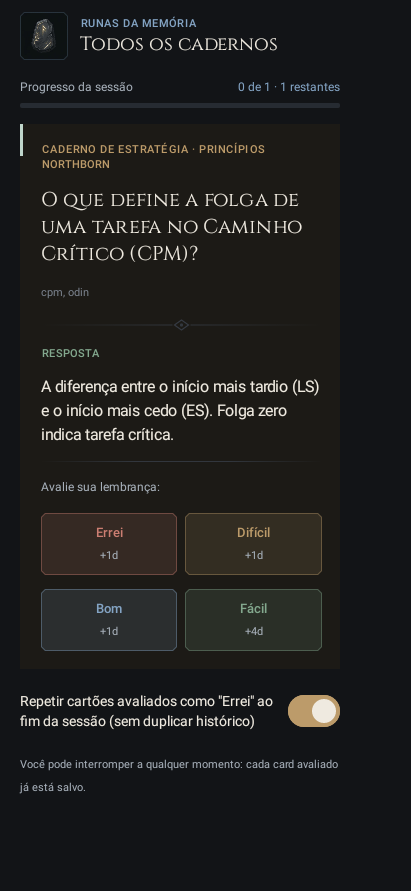 RUNAS DA MEMÓRIA
Todos os cadernos
Progresso da sessão
0 de 1 · 1 restantes
CADERNO DE ESTRATÉGIA · PRINCÍPIOS
NORTHBORN
O que define a folga de
uma tarefa no Caminho
Crítico (CPM)?
cpm, odin
RESPOSTA
A diferença entre o início mais tardio (LS)
e o início mais cedo (ES). Folga zero
indica tarefa crítica.
Avalie sua lembrança:
Errei
+1d
Difícil
+1d
Bom
+1d
Fácil
+4d
Repetir cartões avaliados como "Errei" ao
fim da sessão (sem duplicar histórico)
Você pode interromper a qualquer momento: cada card avaliado
já está salvo.